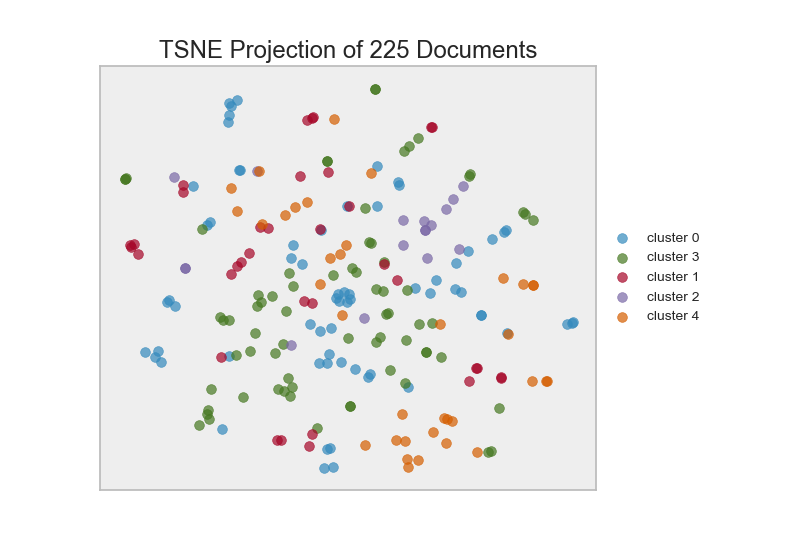 TSNE Projection of 225 Documents
cluster 0
cluster 3
cluster 1
cluster 2
cluster 4